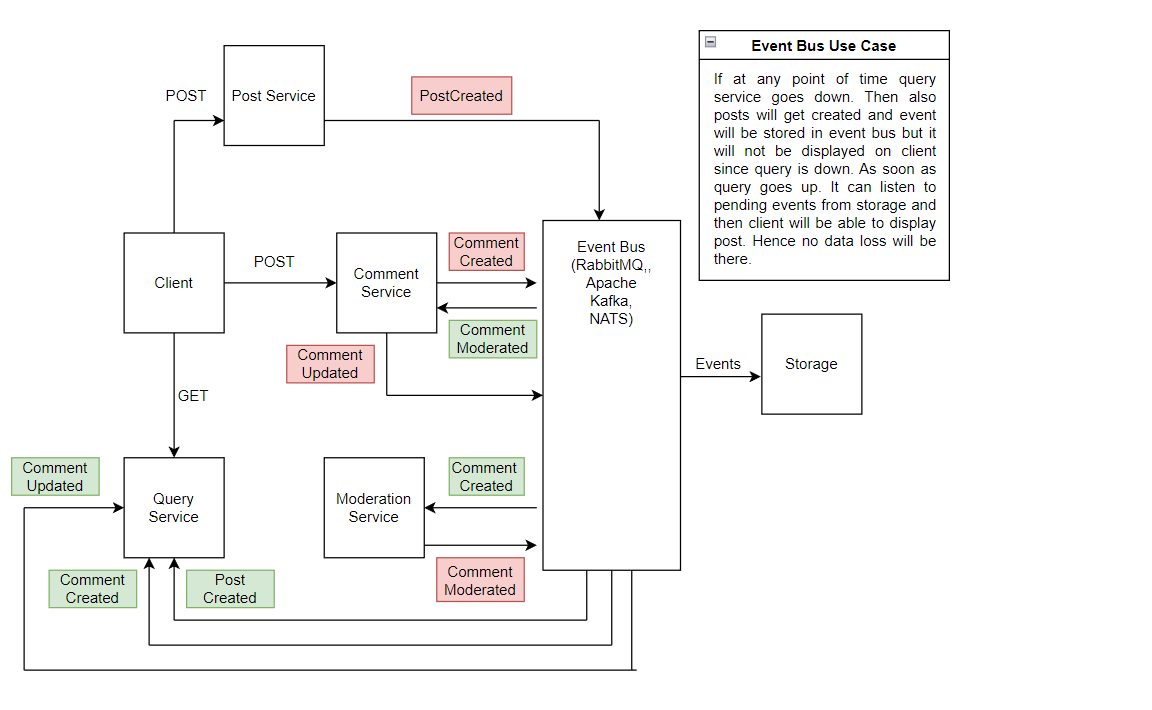 Event Bus Use Case
If at any point of time query
service goes down. Then also
posts will get created and event
will be stored in event bus but it
will not be displayed on client
since query is down. As soon as
query goes up. It can listen to
pending events from storage and
then client will be able to display
post. Hence no data loss will be
there.
POST
Post Service
PostCreated
Client
POST
Comment
Service
Comment
Created
Comment
Moderated
Comment
Updated
Event Bus
(RabbitMQ,,
Apache
Kafka,
NATS)
Events
Storage
GET
Comment
Updated
Query
Service
Moderation
Service
Comment
Created
Comment
Moderated
Comment
Created
Post
Created